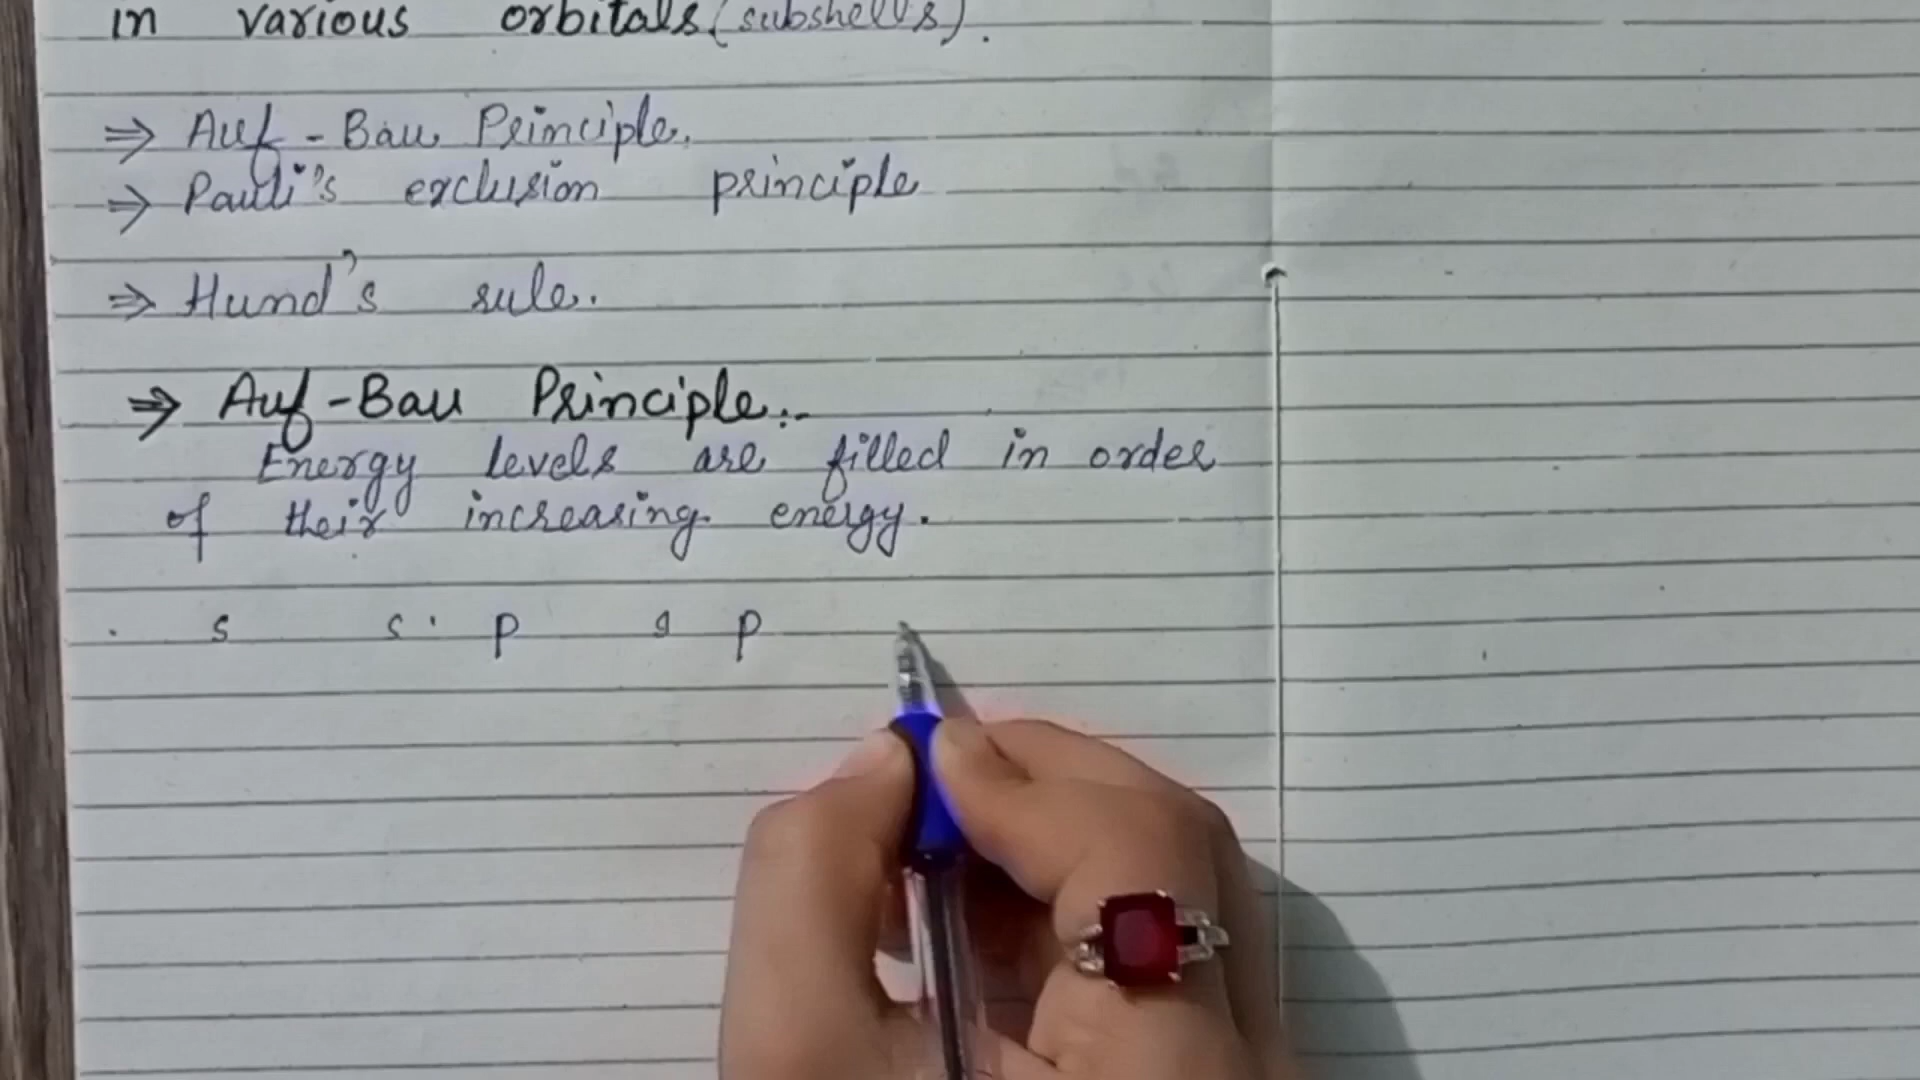 in various orbitals (subshells).
⇒ Auf-Bau Principle.
⇒ Pauli's exclusion principle
⇒ Hund's rule.
⇒ Auf-Bau Principle:-
Energy levels are filled in order
of their increasing energy.
s s p s p